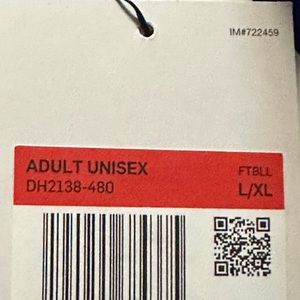 IM#722459
ADULT UNISEX
FTBLL
DH2138-480
L/XL